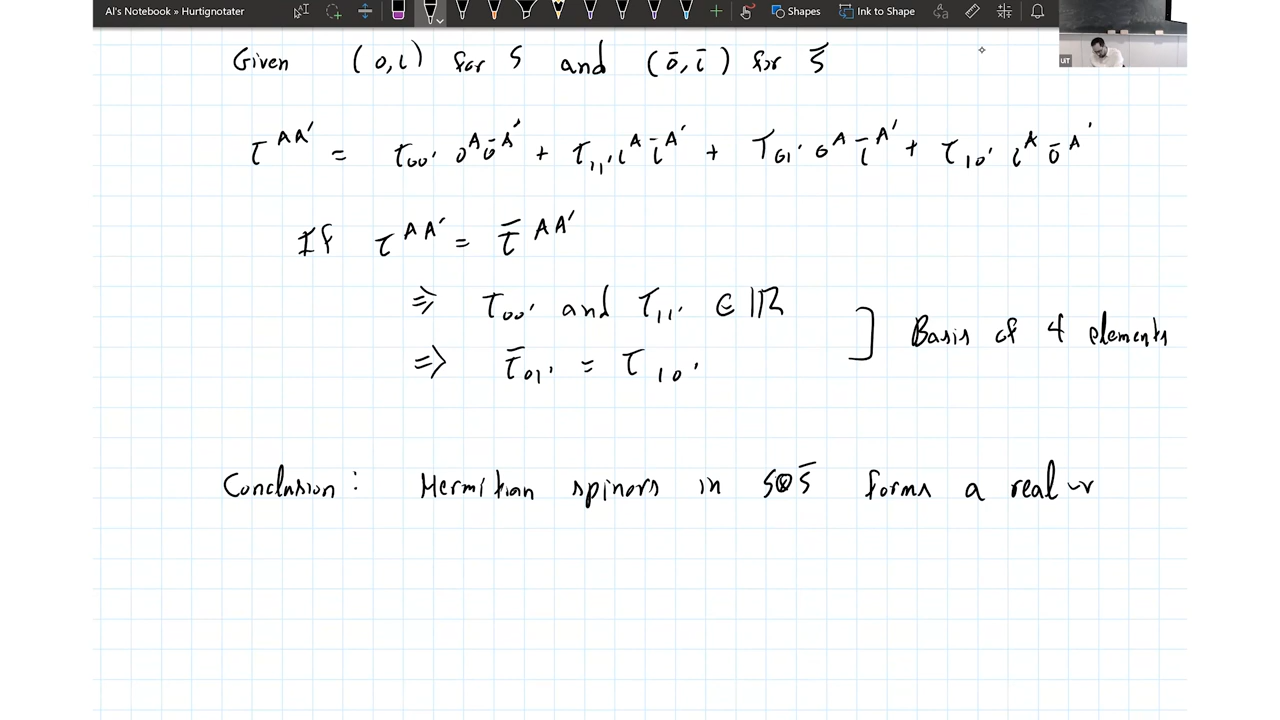 AI's Notebook » Hurtignotater
Shapes
Ink to Shape
UiT
Given (o, ι) for S and (ō, ῑ) for S̄
τ^{AA'} = τ_{00'} o^A ō^{A'} + τ_{11'} ι^A ῑ^{A'} + τ_{01'} o^A ῑ^{A'} + τ_{10'} ι^A ō^{A'}
If τ^{AA'} = τ̄^{AA'}
⇒ τ_{00'} and τ_{11'} ∈ ℝ
⇒ τ̄_{01'} = τ_{10'}
] Basis of 4 elements
Conclusion: Hermitian spinors in S⊗S̄ forms a real v